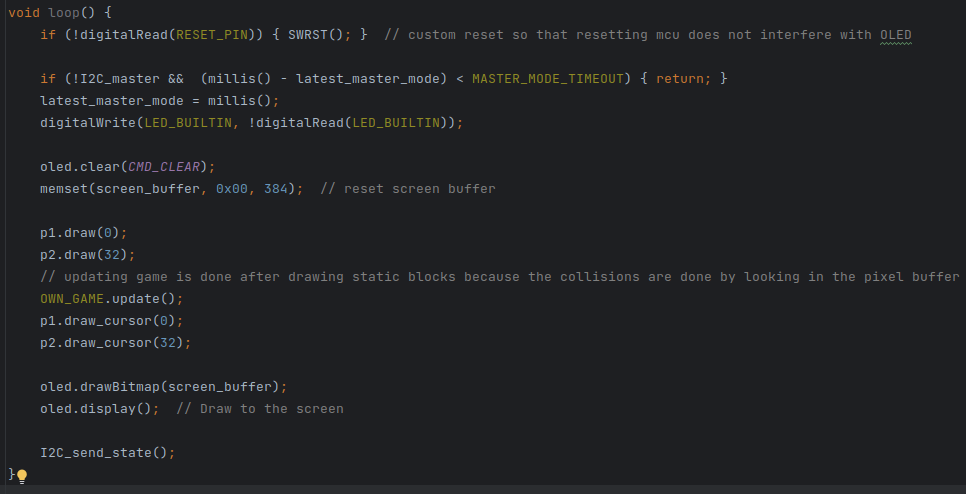 void loop() {
if (!digitalRead(RESET_PIN)) { SWRST(); }  // custom reset so that resetting mcu does not interfere with OLED
if (!I2C_master &&  (millis() - latest_master_mode) < MASTER_MODE_TIMEOUT) { return; }
latest_master_mode = millis();
digitalWrite(LED_BUILTIN, !digitalRead(LED_BUILTIN));
oled.clear(CMD_CLEAR);
memset(screen_buffer, 0x00, 384);  // reset screen buffer
p1.draw(0);
p2.draw(32);
// updating game is done after drawing static blocks because the collisions are done by looking in the pixel buffer
OWN_GAME.update();
p1.draw_cursor(0);
p2.draw_cursor(32);
oled.drawBitmap(screen_buffer);
oled.display();  // Draw to the screen
I2C_send_state();
}